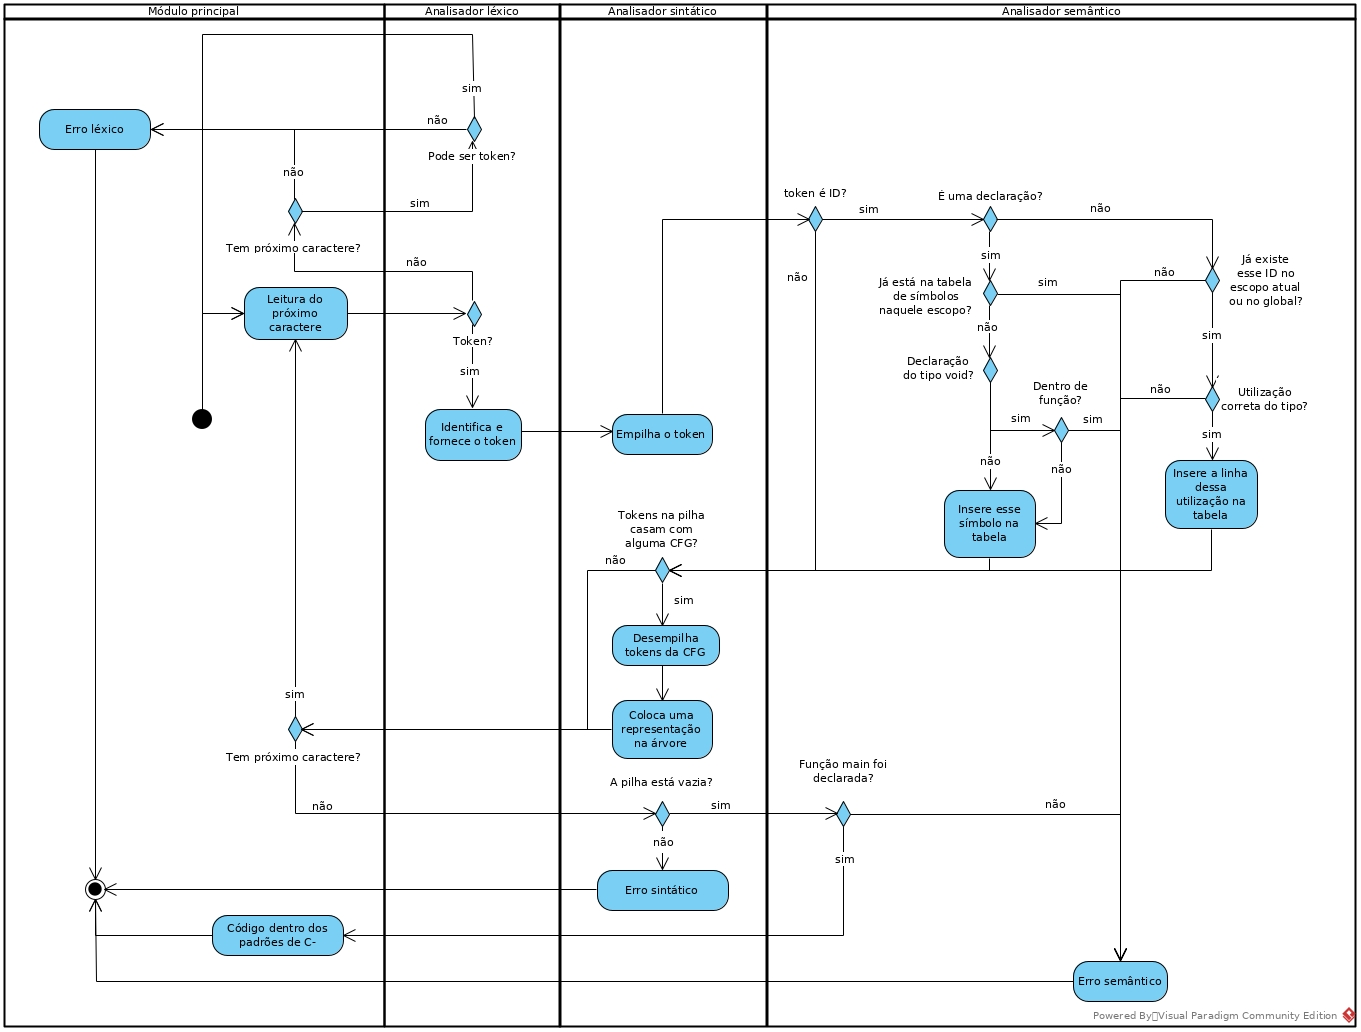 Módulo principal
Analisador léxico
Analisador sintático
Analisador semântico
sim
Erro léxico
não
Pode ser token?
não
sim
Tem próximo caractere?
não
Leitura do
próximo
caractere
Token?
sim
Identifica e
fornece o token
Empilha o token
token é ID?
sim
não
É uma declaração?
não
sim
Já está na tabela
de símbolos
naquele escopo?
sim
não
Já existe
esse ID no
escopo atual
ou no global?
não
sim
Declaração
do tipo void?
sim
não
Dentro de
função?
sim
não
Utilização
correta do tipo?
não
sim
Insere esse
símbolo na
tabela
Insere a linha
dessa
utilização na
tabela
Tokens na pilha
casam com
alguma CFG?
não
sim
Desempilha
tokens da CFG
Coloca uma
representação
na árvore
sim
Tem próximo caractere?
não
A pilha está vazia?
sim
não
Função main foi
declarada?
não
sim
Erro sintático
Código dentro dos
padrões de C-
Erro semântico
Powered By Visual Paradigm Community Edition